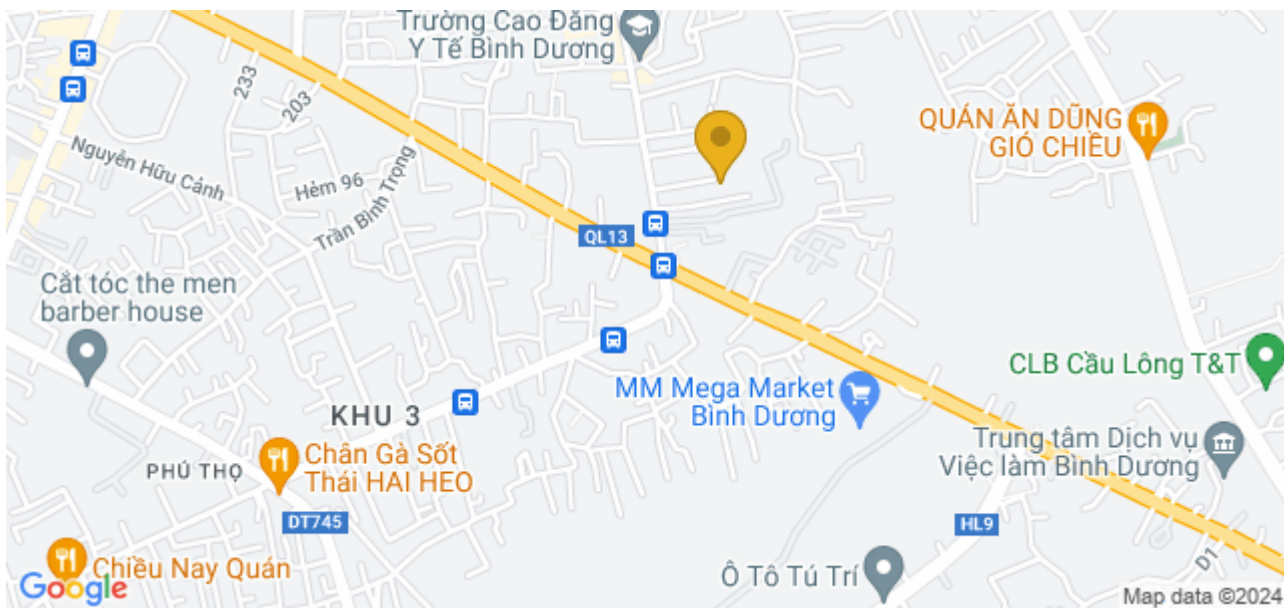 Trường Cao Đẳng
Y Tế Bình Dương
233
203
QUÁN ĂN DŨNG
GIÓ CHIỀU
Nguyễn Hữu Cảnh
Hẻm 96
Trần Bình Trọng
QL13
Cắt tóc the men
barber house
CLB Cầu Lông T&T
MM Mega Market
Bình Dương
KHU 3
Trung tâm Dịch vụ
Việc làm Bình Dương
Chân Gà Sốt
Thái HAI HEO
PHÚ THỌ
DT745
HL9
D1
Chiều Nay Quán
Ô Tô Tú Trí
Google
Map data ©2024